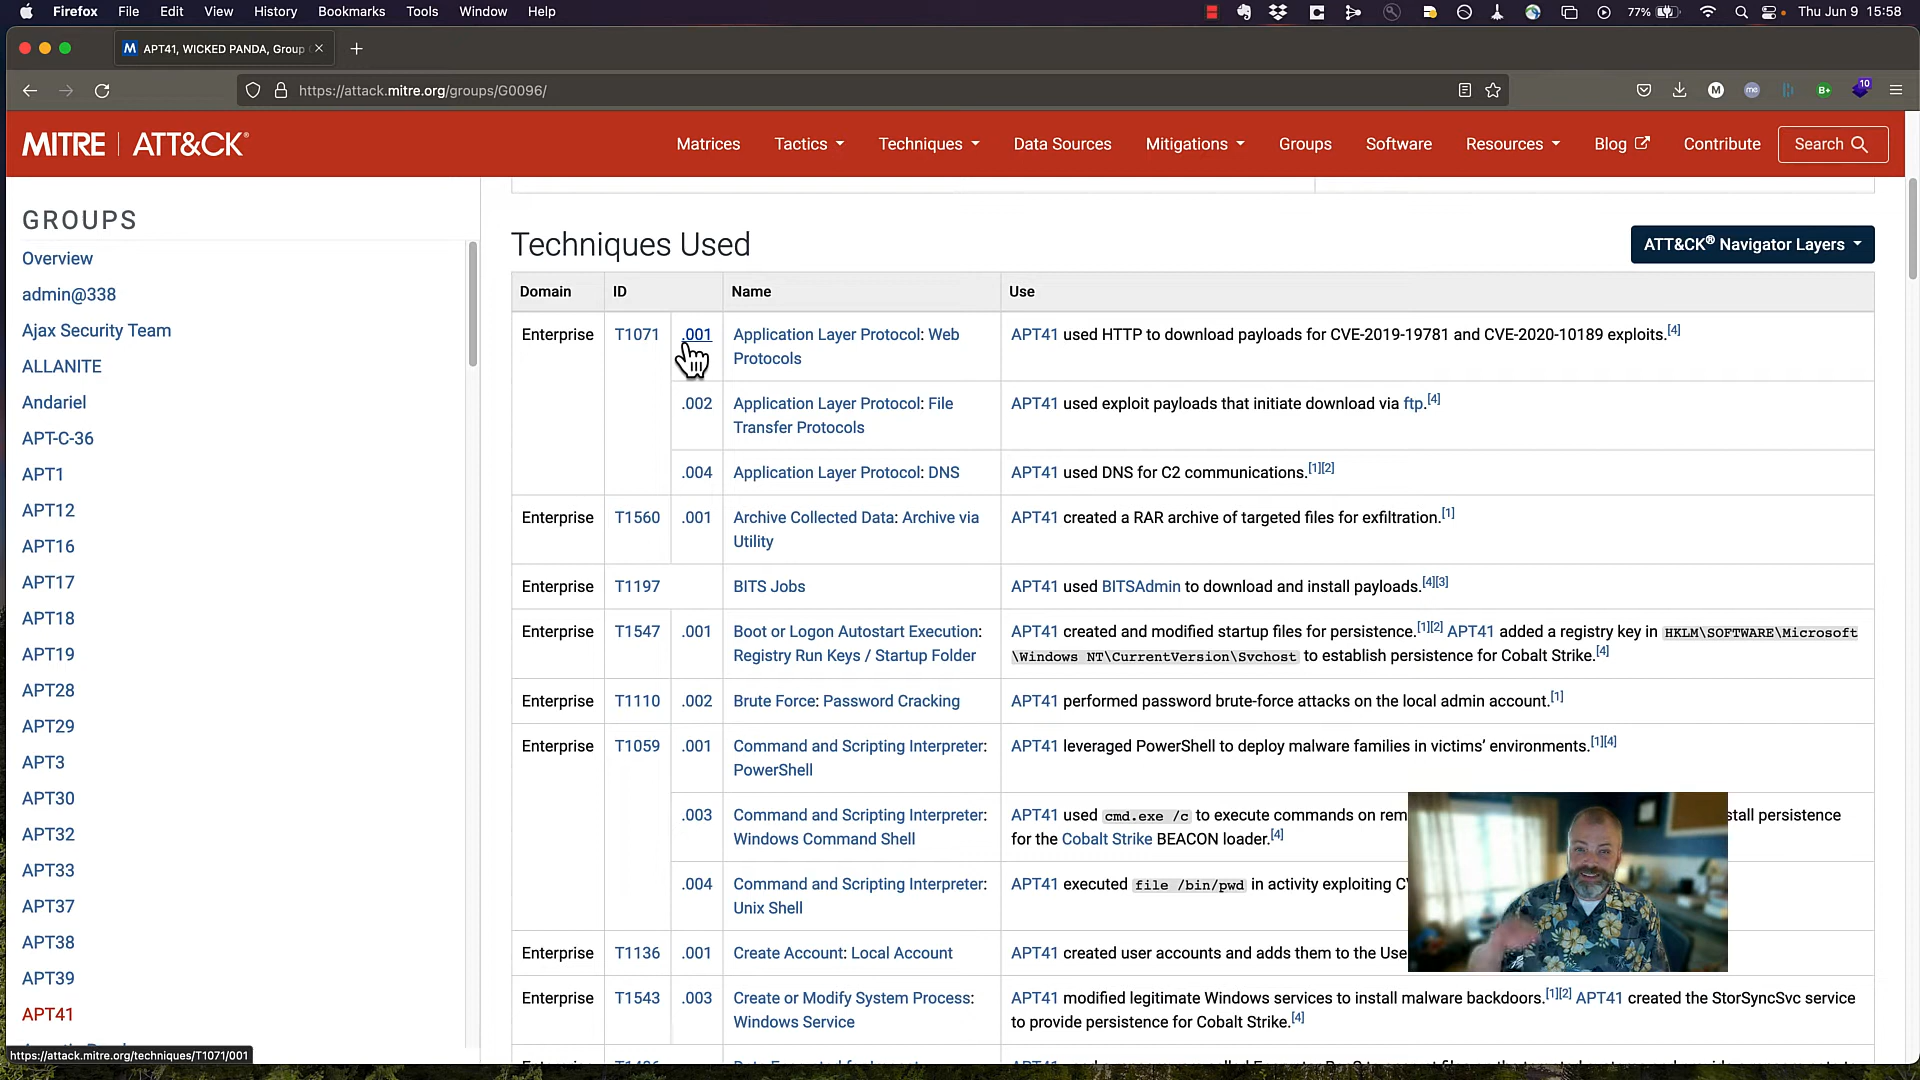 Firefox File Edit View History Bookmarks Tools Window Help 77% Thu Jun 9 15:58
APT41, WICKED PANDA, Group
https://attack.mitre.org/groups/G0096/
10
MITRE | ATT&CK®
Matrices Tactics Techniques Data Sources Mitigations Groups Software Resources Blog Contribute Search
GROUPS
Overview
admin@338
Ajax Security Team
ALLANITE
Andariel
APT-C-36
APT1
APT12
APT16
APT17
APT18
APT19
APT28
APT29
APT3
APT30
APT32
APT33
APT37
APT38
APT39
APT41
Techniques Used
ATT&CK® Navigator Layers
Domain ID Name Use
Enterprise T1071 .001 Application Layer Protocol: Web APT41 used HTTP to download payloads for CVE-2019-19781 and CVE-2020-10189 exploits.[4]
Protocols
.002 Application Layer Protocol: File APT41 used exploit payloads that initiate download via ftp.[4]
Transfer Protocols
.004 Application Layer Protocol: DNS APT41 used DNS for C2 communications.[1][2]
Enterprise T1560 .001 Archive Collected Data: Archive via APT41 created a RAR archive of targeted files for exfiltration.[1]
Utility
Enterprise T1197 BITS Jobs APT41 used BITSAdmin to download and install payloads.[4][3]
Enterprise T1547 .001 Boot or Logon Autostart Execution: APT41 created and modified startup files for persistence.[1][2] APT41 added a registry key in HKLM\SOFTWARE\Microsoft
Registry Run Keys / Startup Folder \Windows NT\CurrentVersion\Svchost to establish persistence for Cobalt Strike.[4]
Enterprise T1110 .002 Brute Force: Password Cracking APT41 performed password brute-force attacks on the local admin account.[1]
Enterprise T1059 .001 Command and Scripting Interpreter: APT41 leveraged PowerShell to deploy malware families in victims' environments.[1][4]
PowerShell
.003 Command and Scripting Interpreter: APT41 used cmd.exe /c to execute commands on rem stall persistence
Windows Command Shell for the Cobalt Strike BEACON loader.[4]
.004 Command and Scripting Interpreter: APT41 executed file /bin/pwd in activity exploiting
Unix Shell
Enterprise T1136 .001 Create Account: Local Account APT41 created user accounts and adds them to the Use
Enterprise T1543 .003 Create or Modify System Process: APT41 modified legitimate Windows services to install malware backdoors.[1][2] APT41 created the StorSyncSvc service
Windows Service to provide persistence for Cobalt Strike.[4]
https://attack.mitre.org/techniques/T1071/001